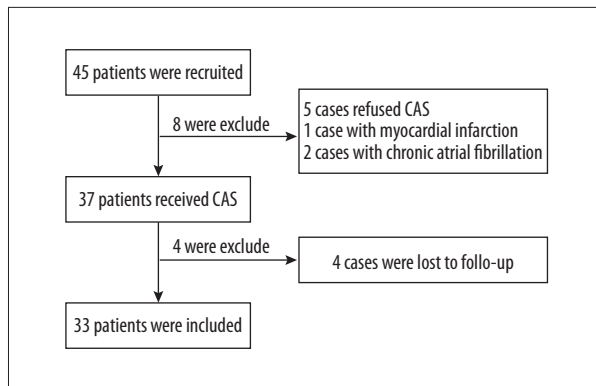 45 patients were recruited
8 were exclude
5 cases refused CAS
1 case with myocardial infarction
2 cases with chronic atrial fibrillation
37 patients received CAS
4 were exclude
4 cases were lost to follo-up
33 patients were included